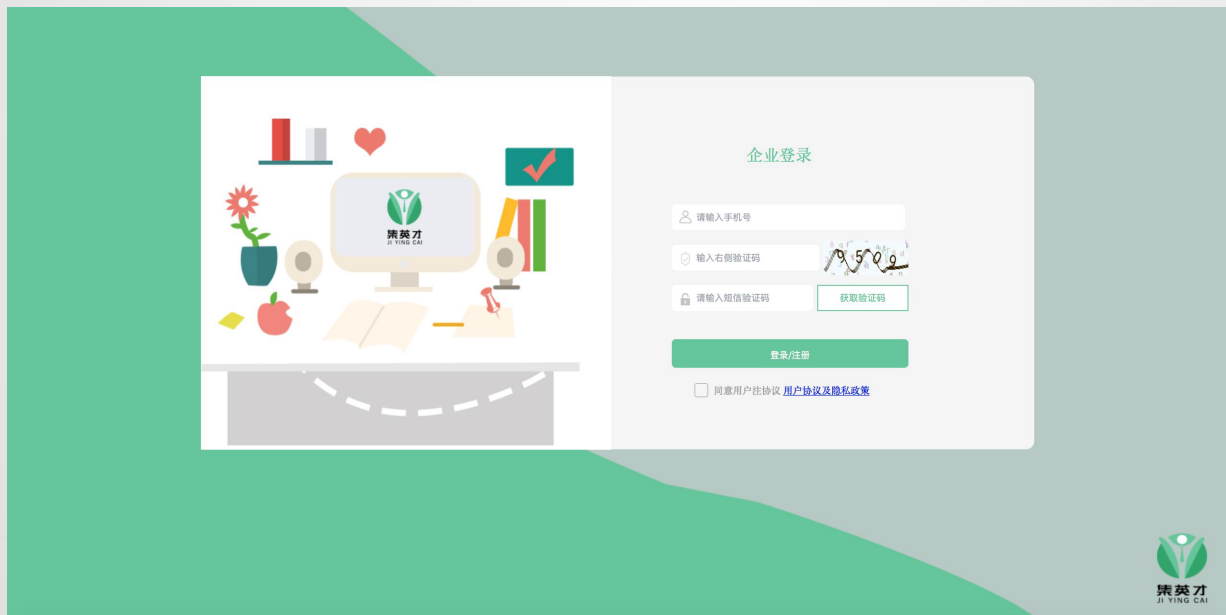 企业登录
集英才
JI YING CAI
请输入手机号
输入右侧验证码
请输入短信验证码
获取验证码
登录/注册
同意用户注协议 用户协议及隐私政策
集英才
JI YING CAI